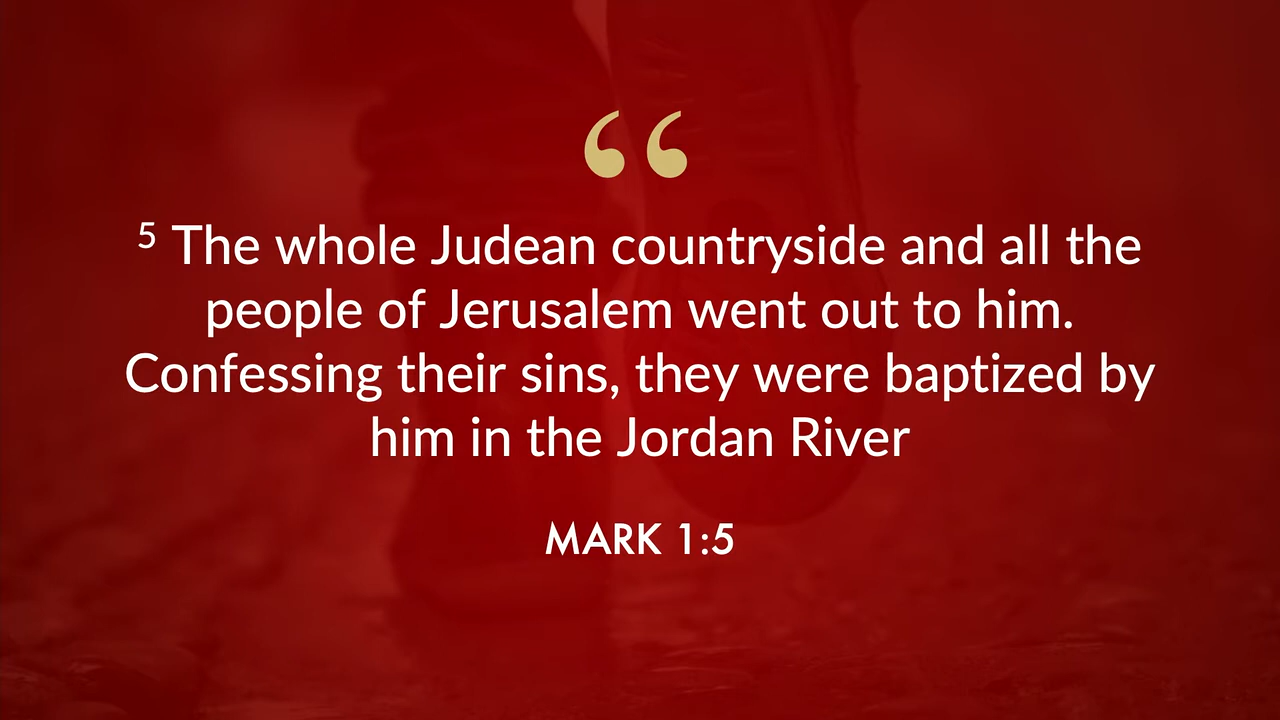 “
5 The whole Judean countryside and all the
people of Jerusalem went out to him.
Confessing their sins, they were baptized by
him in the Jordan River
MARK 1:5